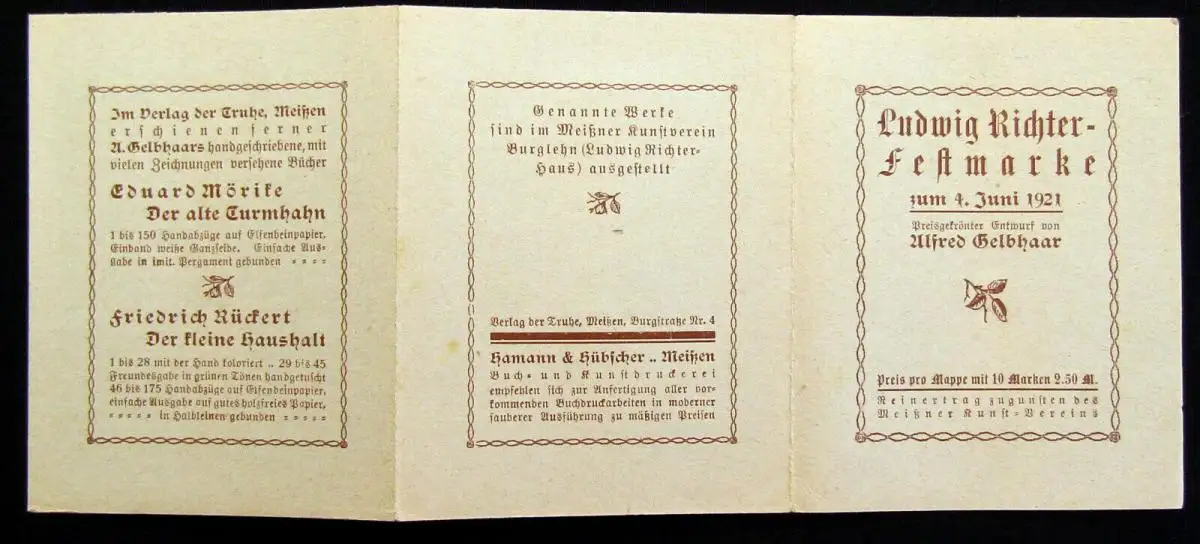 Im Verlag der Truhe, Meißen
erschienen ferner
A. Gelbhaars handgeschriebene, mit
vielen Zeichnungen versehene Bücher
Eduard Mörike
Der alte Turmhahn
1 bis 150 Handabzüge auf Elfenbeinpapier.
Einband weiße Ganzseide. Einfache Aus-
gabe in imit. Pergament gebunden
Friedrich Rückert
Der kleine Haushalt
1 bis 28 mit der Hand koloriert .. 29 bis 45
Freundesgabe in grünen Tönen handgetuscht
46 bis 175 Handabzüge auf Elfenbeinpapier,
einfache Ausgabe auf gutes holzfreies Papier,
in Halbleinen gebunden
Genannte Werke
sind im Meißner Kunstverein
Burglehn (Ludwig Richter-
Haus) ausgestellt
Verlag der Truhe, Meißen, Burgstraße Nr. 4
Hamann & Hübscher .. Meißen
Buch- und Kunstdruckerei
empfehlen sich zur Anfertigung aller vor-
kommenden Buchdruckarbeiten in moderner
sauberer Ausführung zu mäßigen Preisen
Ludwig Richter-
Festmarke
zum 4. Juni 1921
Preisgekrönter Entwurf von
Alfred Gelbhaar
Preis pro Mappe mit 10 Marken 2.50 M.
Reinertrag zugunsten des
Meißner Kunst-Vereins